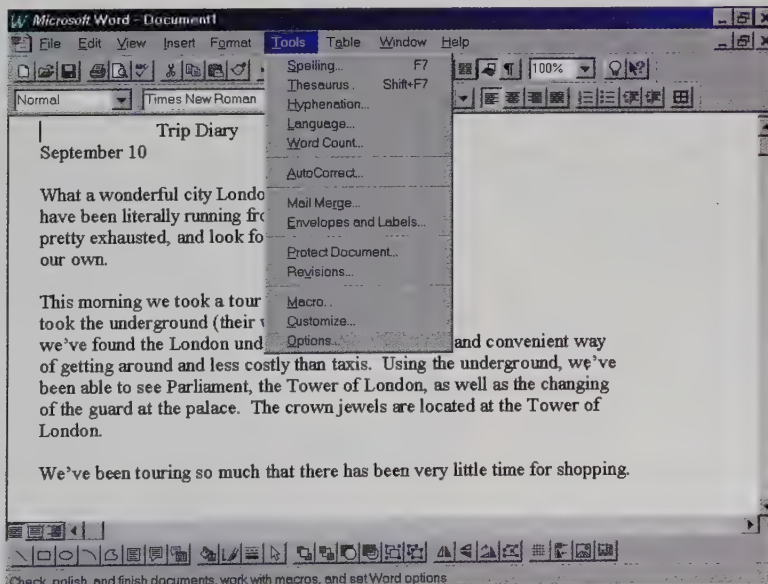 Microsoft Word - Document1
File Edit View Insert Format Tools Table Window Help
100%
Normal Times New Roman
Spelling... F7
Thesaurus. Shift+F7
Hyphenation...
Language...
Word Count...
AutoCorrect...
Mail Merge...
Envelopes and Labels...
Protect Document...
Revisions...
Macro..
Customize...
Options...
Trip Diary
September 10
What a wonderful city Londo
have been literally running fro
pretty exhausted, and look fo
our own.
This morning we took a tour
took the underground (their
we've found the London und and convenient way
of getting around and less costly than taxis. Using the underground, we've
been able to see Parliament, the Tower of London, as well as the changing
of the guard at the palace. The crown jewels are located at the Tower of
London.
We've been touring so much that there has been very little time for shopping.
Check, polish, and finish documents, work with macros, and set Word options